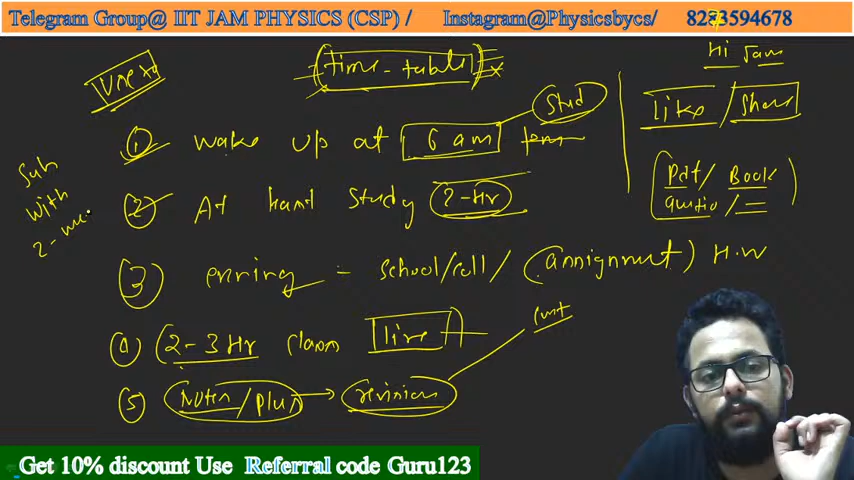 Telegram Group@ IIT JAM PHYSICS (CSP) / Instagram@Physicsbycs/ 8273594678
Hi Jam
time-table
like/Share
① wake up at 6 am
Stud
② At hand Study 2-Hr
Pdf/Book
Sub
with
③ evening = school/coll/(assignment) H.W
④ (2-3 Hr class live
⑤ Notes/plus → revision
Get 10% discount Use Referral code Guru123